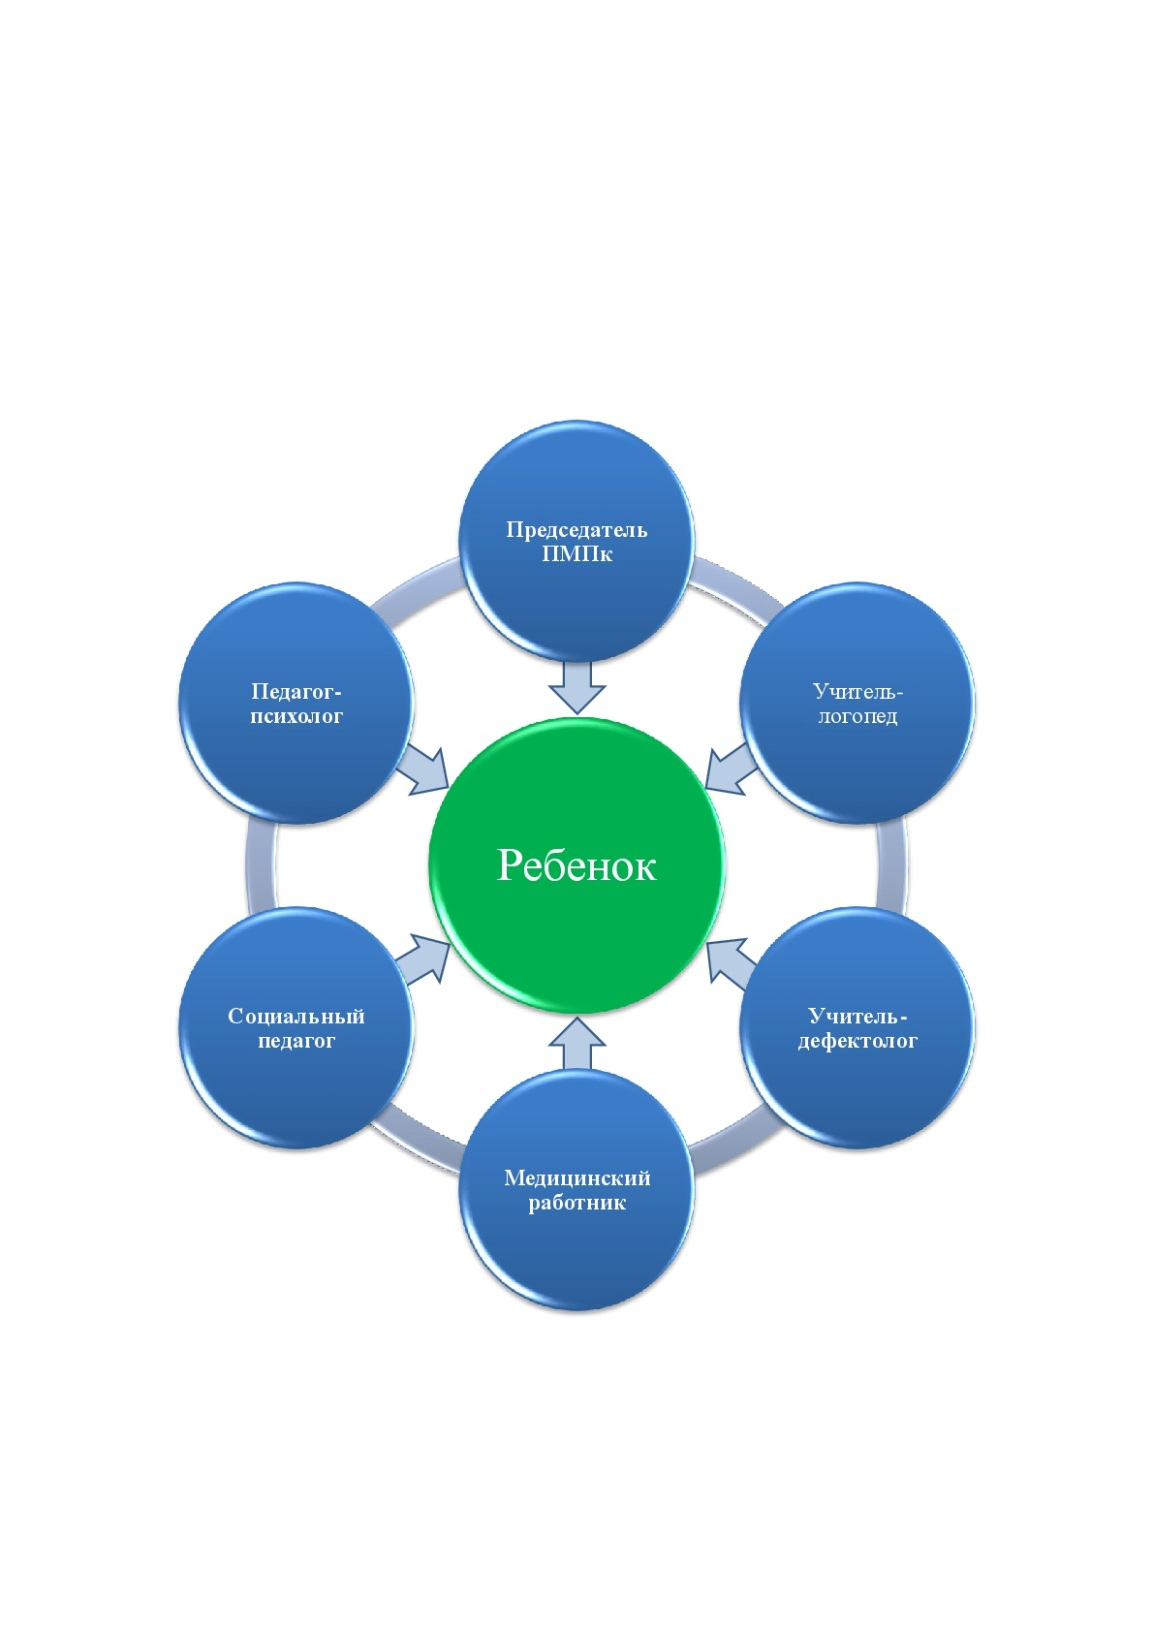 Председатель
ПМПк
Педагог-
психолог
Учитель-
логопед
Ребенок
Социальный
педагог
Учитель-
дефектолог
Медицинский
работник